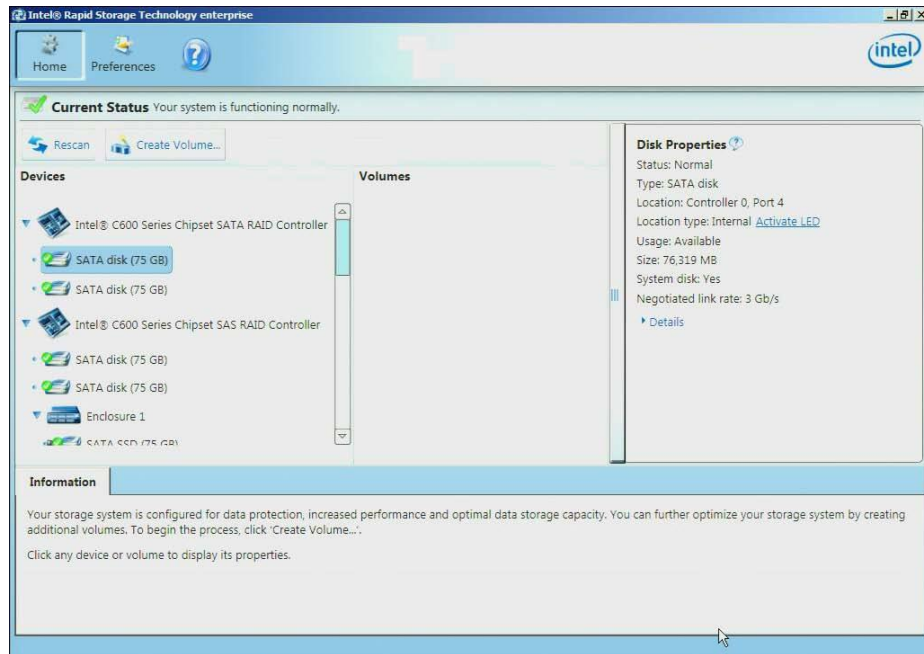 Intel® Rapid Storage Technology enterprise
Home
Preferences
intel
Current Status Your system is functioning normally.
Rescan
Create Volume...
Devices
Intel® C600 Series Chipset SATA RAID Controller
SATA disk (75 GB)
SATA disk (75 GB)
Intel® C600 Series Chipset SAS RAID Controller
SATA disk (75 GB)
SATA disk (75 GB)
Enclosure 1
SATA SSD (75 GB)
Volumes
Disk Properties ?
Status: Normal
Type: SATA disk
Location: Controller 0, Port 4
Location type: Internal Activate LED
Usage: Available
Size: 76,319 MB
System disk: Yes
Negotiated link rate: 3 Gb/s
Details
Information
Your storage system is configured for data protection, increased performance and optimal data storage capacity. You can further optimize your storage system by creating
additional volumes. To begin the process, click 'Create Volume...'.
Click any device or volume to display its properties.